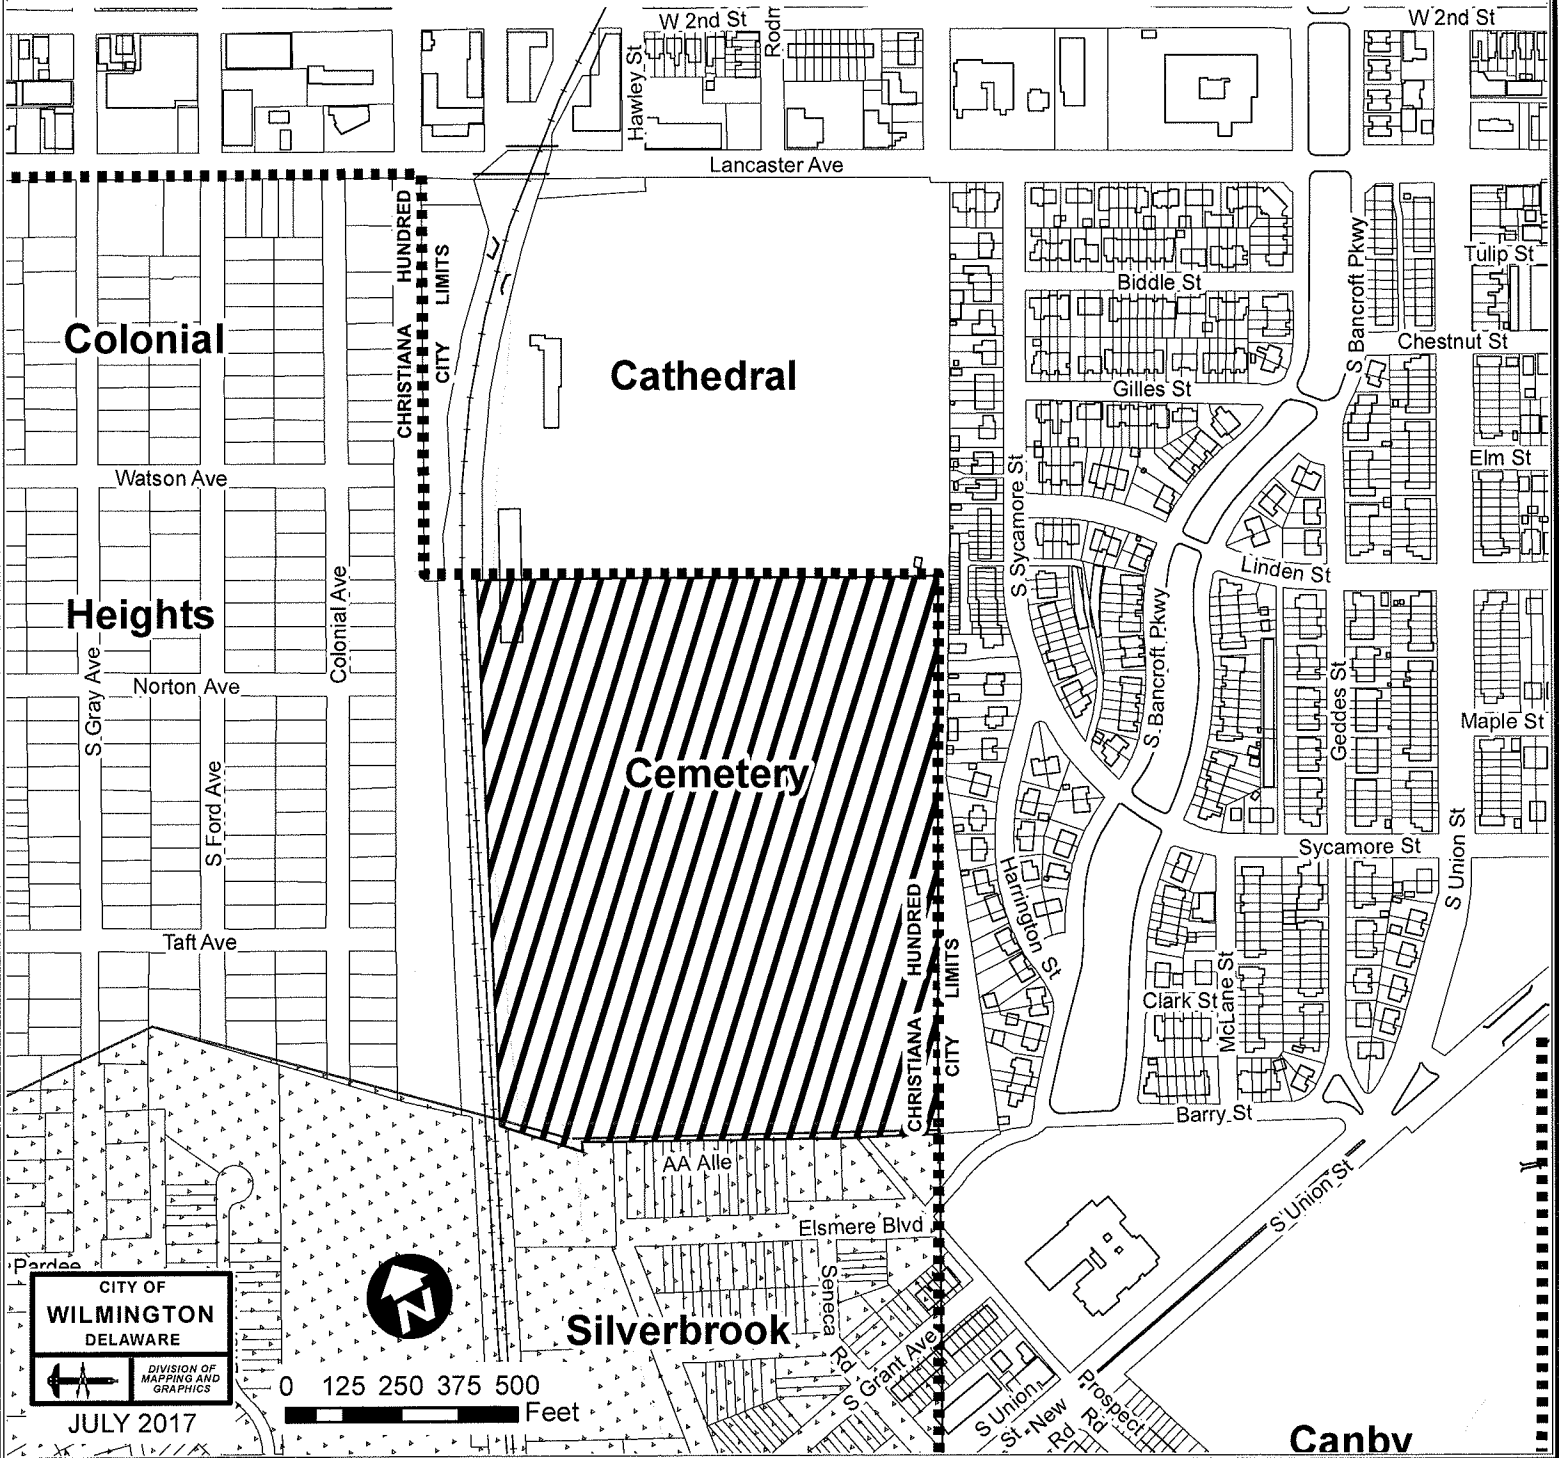 W 2nd St
Rodm
W 2nd St
Hawley St
Lancaster Ave
CHRISTIANA HUNDRED
CITY LIMITS
Colonial
Cathedral
Biddle St
S Bancroft Pkwy
Tulip St
Chestnut St
Gilles St
Watson Ave
S Sycamore St
Elm St
Linden St
Heights
Colonial Ave
S Gray Ave
Norton Ave
S Bancroft Pkwy
Geddes St
Maple St
Cemetery
S Ford Ave
Sycamore St
S Union St
Harrington St
Taft Ave
CHRISTIANA HUNDRED
CITY LIMITS
Clark St
McLane St
Barry St
AA Alle
Elsmere Blvd
S Union St
Pardee
CITY OF
WILMINGTON
DELAWARE
DIVISION OF
MAPPING AND
GRAPHICS
JULY 2017
N
0 125 250 375 500
Feet
Silverbrook
Seneca
Rd
S Grant Ave
S Union
St -New
Rd
Prospect
Rd
Canby